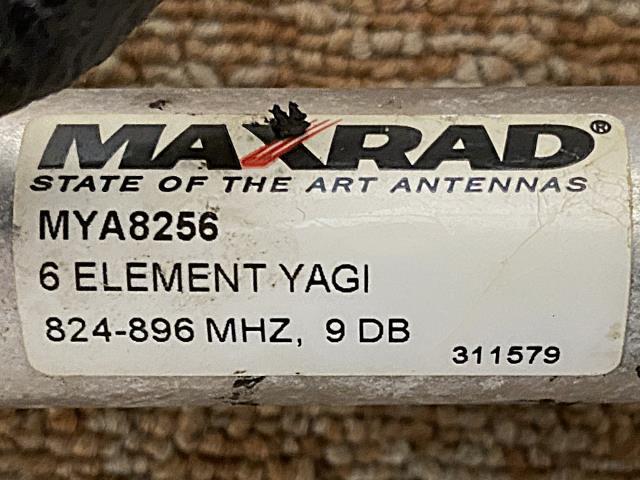 MAXRAD®
STATE OF THE ART ANTENNAS
MYA8256
6 ELEMENT YAGI
824-896 MHZ, 9 DB
311579